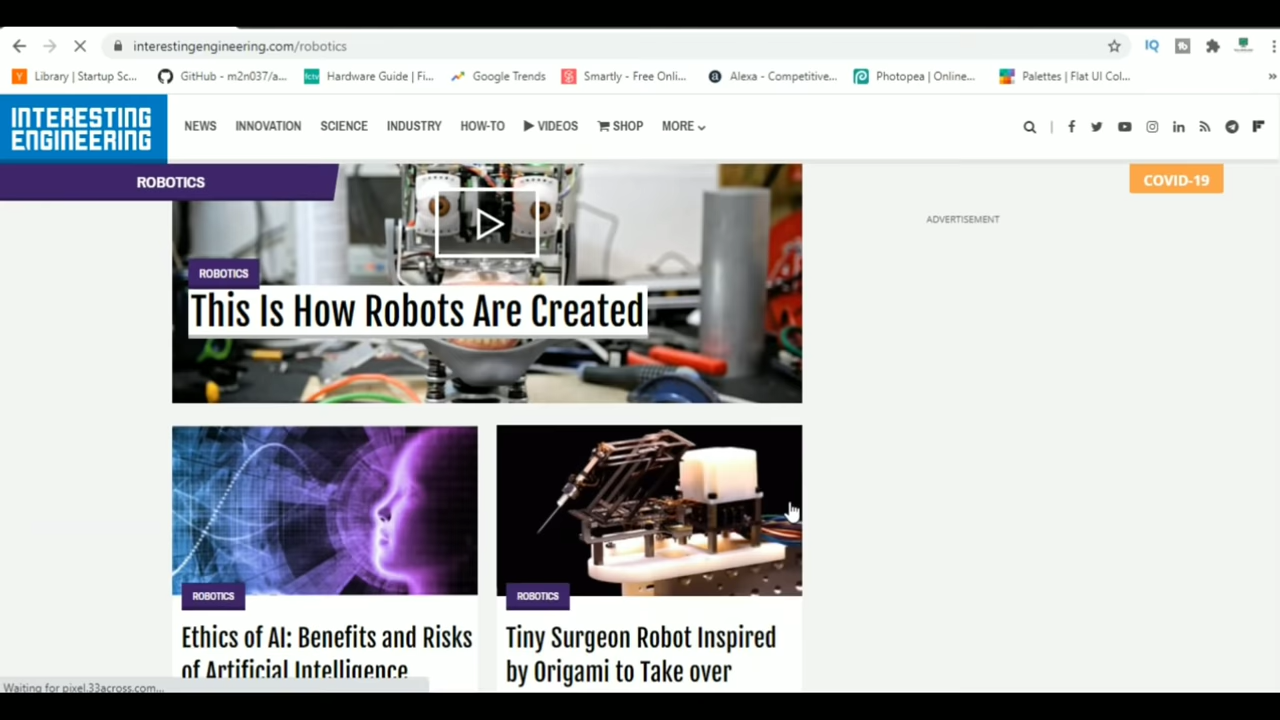 interestingengineering.com/robotics
IQ
Library | Startup Sc...
GitHub - m2n037/a...
fctv
Hardware Guide | Fi...
Google Trends
Smartly - Free Onli...
Alexa - Competitive...
Photopea | Online...
Palettes | Flat UI Col...
»
INTERESTING
ENGINEERING
NEWS
INNOVATION
SCIENCE
INDUSTRY
HOW-TO
VIDEOS
SHOP
MORE
ROBOTICS
COVID-19
ADVERTISEMENT
ROBOTICS
This Is How Robots Are Created
ROBOTICS
Ethics of AI: Benefits and Risks
of Artificial Intelligence
ROBOTICS
Tiny Surgeon Robot Inspired
by Origami to Take over
Waiting for pixel.33across.com...